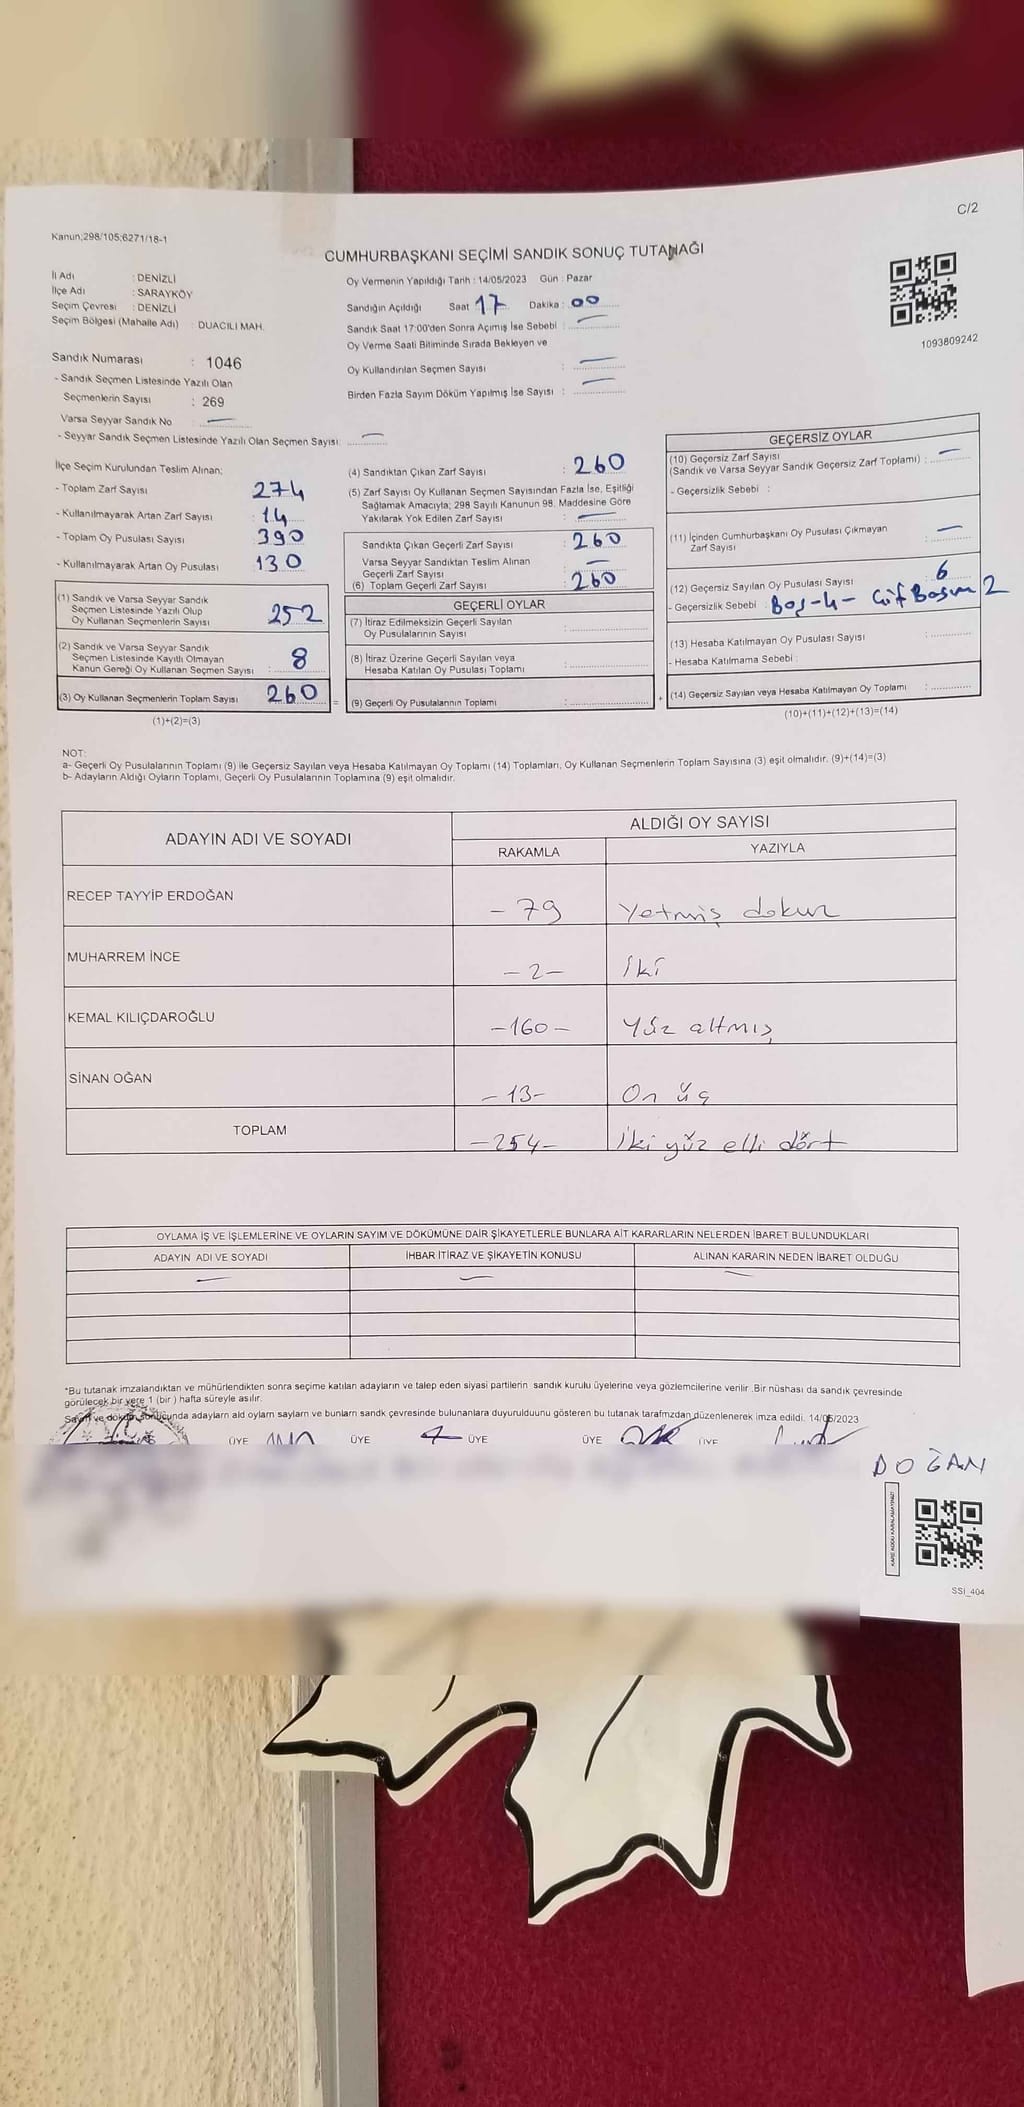 C/2
Kanun;298/105;6271/18-1
CUMHURBAŞKANI SEÇİMİ SANDIK SONUÇ TUTANAĞI
İl Adı : DENİZLİ
İlçe Adı : SARAYKÖY
Seçim Çevresi : DENİZLİ
Seçim Bölgesi (Mahalle Adı) : DUACILI MAH.
Oy Vermenin Yapıldığı Tarih : 14/05/2023 Gün : Pazar
Sandığın Açıldığı Saat 17 Dakika : 00
Sandık Saat 17:00'den Sonra Açımış İse Sebebi : —
Oy Verme Saati Bitiminde Sırada Bekleyen ve
Oy Kullandırılan Seçmen Sayısı : —
Birden Fazla Sayım Döküm Yapılmış İse Sayısı : —
1093809242
Sandık Numarası : 1046
- Sandık Seçmen Listesinde Yazılı Olan
Seçmenlerin Sayısı : 269
Varsa Seyyar Sandık No —
- Seyyar Sandık Seçmen Listesinde Yazılı Olan Seçmen Sayısı: —
İlçe Seçim Kurulundan Teslim Alınan;
- Toplam Zarf Sayısı 274
- Kullanılmayarak Artan Zarf Sayısı : 14
- Toplam Oy Pusulası Sayısı : 390
- Kullanılmayarak Artan Oy Pusulası : 130
(1) Sandık ve Varsa Seyyar Sandık
Seçmen Listesinde Yazılı Olup
Oy Kullanan Seçmenlerin Sayısı 252
(2) Sandık ve Varsa Seyyar Sandık
Seçmen Listesinde Kayıtlı Olmayan
Kanun Gereği Oy Kullanan Seçmen Sayısı : 8
(3) Oy Kullanan Seçmenlerin Toplam Sayısı : 260
(1)+(2)=(3)
(4) Sandıktan Çıkan Zarf Sayısı : 260
(5) Zarf Sayısı Oy Kullanan Seçmen Sayısından Fazla İse, Eşitliği
Sağlamak Amacıyla; 298 Sayılı Kanunun 98. Maddesine Göre
Yakılarak Yok Edilen Zarf Sayısı : —
Sandıkta Çıkan Geçerli Zarf Sayısı : 260
Varsa Seyyar Sandıktan Teslim Alınan
Geçerli Zarf Sayısı : —
(6) Toplam Geçerli Zarf Sayısı : 260
GEÇERLİ OYLAR
(7) İtiraz Edilmeksizin Geçerli Sayılan
Oy Pusulalarının Sayısı :
(8) İtiraz Üzerine Geçerli Sayılan veya
Hesaba Katılan Oy Pusulası Toplamı :
= (9) Geçerli Oy Pusulalarının Toplamı : +
GEÇERSİZ OYLAR
(10) Geçersiz Zarf Sayısı
(Sandık ve Varsa Seyyar Sandık Geçersiz Zarf Toplamı) : —
- Geçersizlik Sebebi :
(11) İçinden Cumhurbaşkanı Oy Pusulası Çıkmayan
Zarf Sayısı : —
(12) Geçersiz Sayılan Oy Pusulası Sayısı : 6
- Geçersizlik Sebebi : Boş-4- Çift Basım 2
(13) Hesaba Katılmayan Oy Pusulası Sayısı :
- Hesaba Katılmama Sebebi :
(14) Geçersiz Sayılan veya Hesaba Katılmayan Oy Toplamı :
(10)+(11)+(12)+(13)=(14)
NOT:
a- Geçerli Oy Pusulalarının Toplamı (9) ile Geçersiz Sayılan veya Hesaba Katılmayan Oy Toplamı (14) Toplamları, Oy Kullanan Seçmenlerin Toplam Sayısına (3) eşit olmalıdır. (9)+(14)=(3)
b- Adayların Aldığı Oyların Toplamı, Geçerli Oy Pusulalarının Toplamına (9) eşit olmalıdır.
ADAYIN ADI VE SOYADI ALDIĞI OY SAYISI
RAKAMLA YAZIYLA
RECEP TAYYİP ERDOĞAN - 79 Yetmiş dokuz
MUHARREM İNCE - 2 - iki
KEMAL KILIÇDAROĞLU - 160 - Yüz altmış
SİNAN OĞAN - 13 - On üç
TOPLAM - 254 - İki yüz elli dört
OYLAMA İŞ VE İŞLEMLERİNE VE OYLARIN SAYIM VE DÖKÜMÜNE DAİR ŞİKAYETLERLE BUNLARA AİT KARARLARIN NELERDEN İBARET BULUNDUKLARI
ADAYIN ADI VE SOYADI İHBAR İTİRAZ VE ŞİKAYETİN KONUSU ALINAN KARARIN NEDEN İBARET OLDUĞU
— — —
*Bu tutanak imzalandıktan ve mühürlendikten sonra seçime katılan adayların ve talep eden siyasi partilerin sandık kurulu üyelerine veya gözlemcilerine verilir .Bir nüshası da sandık çevresinde
görülecek bir yere 1 (bir ) hafta süreyle asılır.
Sayım ve döküm sonucunda adayların ald oyların sayların ve bunların sandk çevresinde bulunanlara duyurulduunu gösteren bu tutanak tarafmzdan düzenlenerek imza edildi. 14/05/2023
ÜYE ÜYE ÜYE ÜYE ÜYE
DOĞAN
KARE KODU KARALAMAYINIZ!
SSI_404